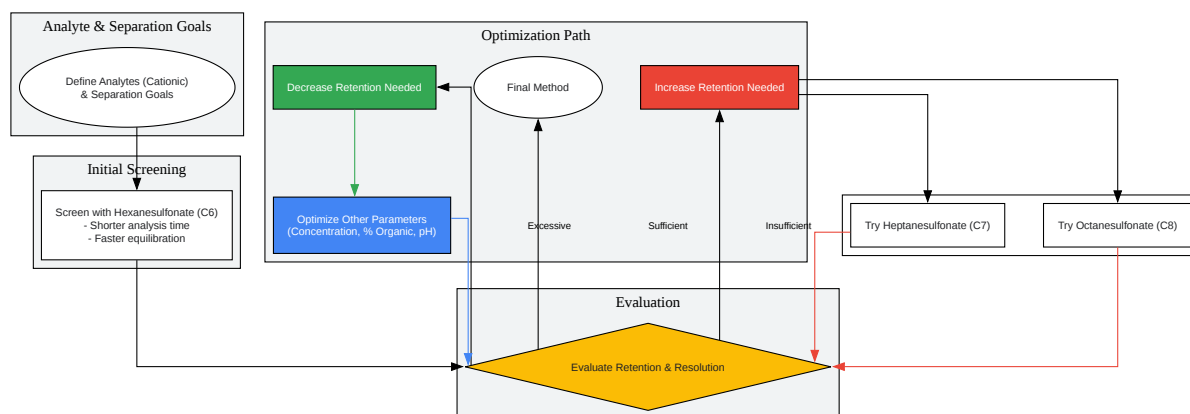 Analyte & Separation Goals
Define Analytes (Cationic)
& Separation Goals
Initial Screening
Screen with Hexanesulfonate (C6)
- Shorter analysis time
- Faster equilibration
Optimization Path
Decrease Retention Needed
Final Method
Increase Retention Needed
Optimize Other Parameters
(Concentration, % Organic, pH)
Excessive
Sufficient
Insufficient
Try Heptanesulfonate (C7)
Try Octanesulfonate (C8)
Evaluation
Evaluate Retention & Resolution